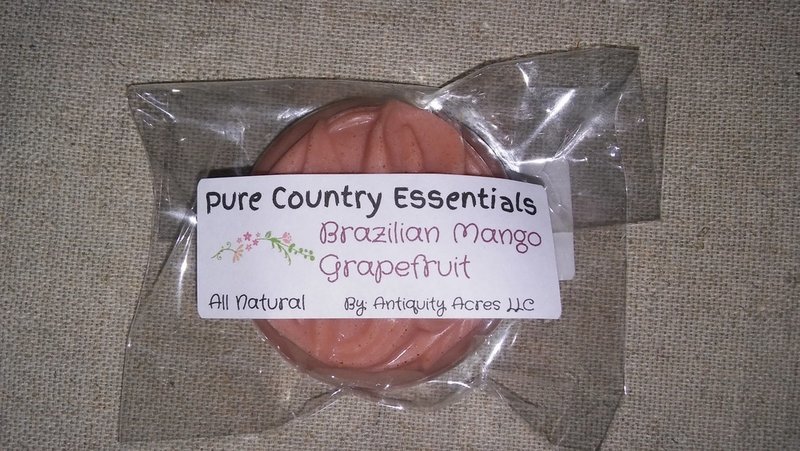 Pure Country Essentials
Brazilian Mango
Grapefruit
All Natural By: Antiquity Acres LLC